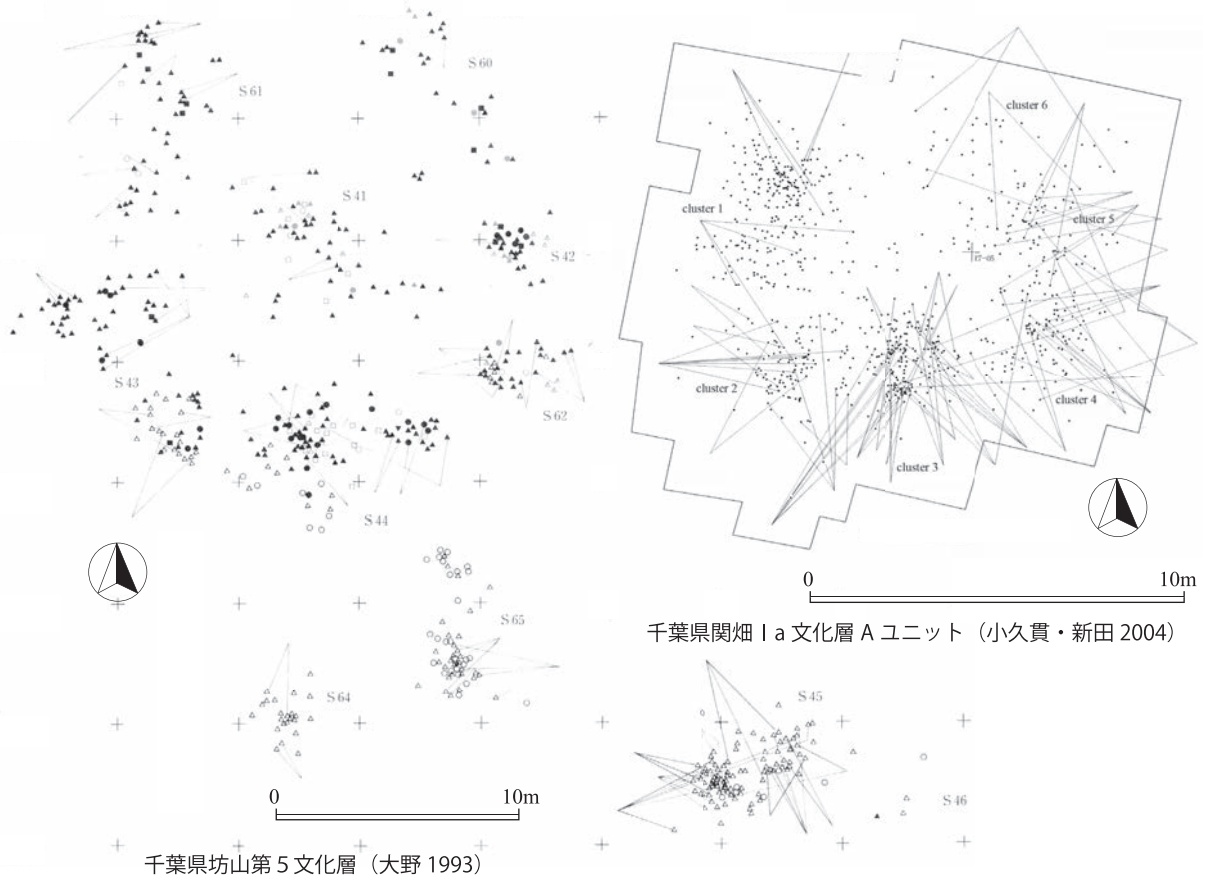 S 61
S 60
S 41
S 42
S 43
S 62
S 44
S 65
S 64
0 10m
千葉県坊山第5文化層（大野 1993）
cluster 6
cluster 1
cluster 5
cluster 2
cluster 4
cluster 3
0 10m
千葉県関畑Ⅰa文化層Aユニット（小久貫・新田 2004）
S 45
S 46